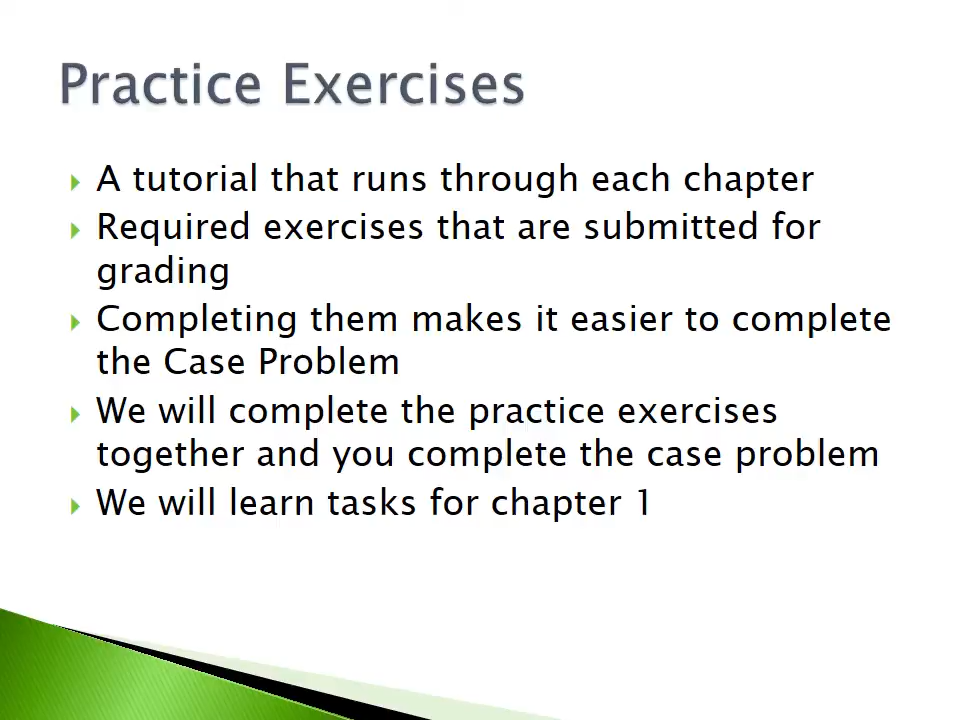 Practice Exercises
A tutorial that runs through each chapter
Required exercises that are submitted for
grading
Completing them makes it easier to complete
the Case Problem
We will complete the practice exercises
together and you complete the case problem
We will learn tasks for chapter 1